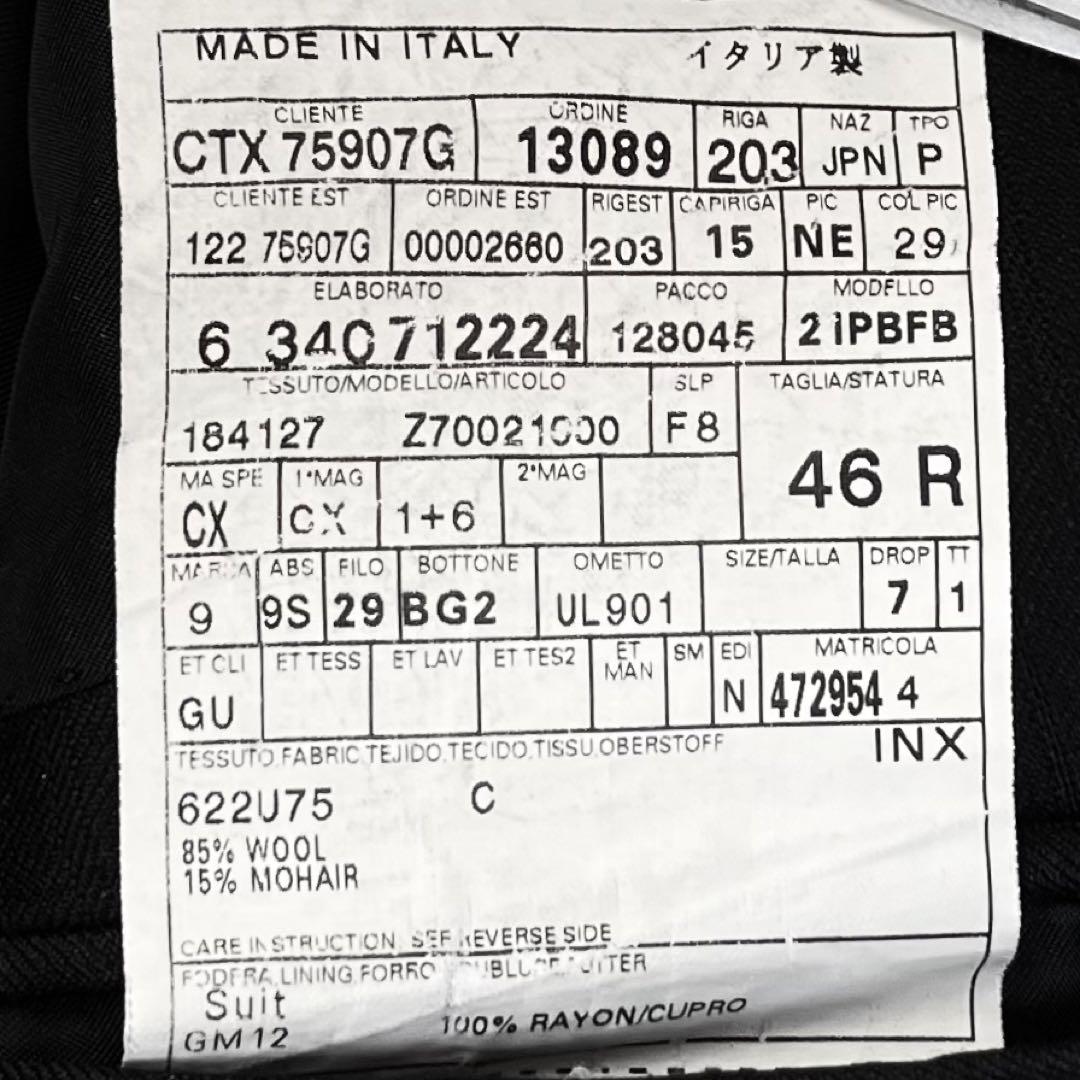 MADE IN ITALY イタリア製
CLIENTE ORDINE RIGA NAZ TPO
CTX 75907G 13089 203 JPN P
CLIENTE EST ORDINE EST RIGEST CAPIRIGA PIC COL PIC
122 75907G 00002660 203 15 NE 29
ELABORATO PACCO MODELLO
6 340712224 128045 21PBFB
TESSUTO/MODELLO/ARTICOLO SLP TAGLIA/STATURA
184127 Z70021000 F8 46 R
MA SPE 1°MAG 2°MAG
CX CX 1+6
MARCA ABS FILO BOTTONE OMETTO SIZE/TALLA DROP TT
9 9S 29 BG2 UL901 7 1
ET CLI ET TESS ET LAV ET TES2 ET MAN SM EDI MATRICOLA
GU N 472954 4
TESSUTO.FABRIC.TEJIDO.TECIDO.TISSU.OBERSTOFF INX
622U75 C
85% WOOL
15% MOHAIR
CARE INSTRUCTION SEE REVERSE SIDE
FODERA.LINING.FORRO
Suit
GM12 100% RAYON/CUPRO